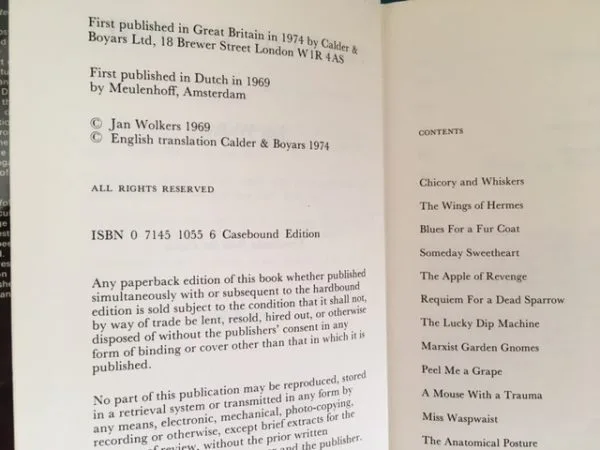 First published in Great Britain in 1974 by Calder &
Boyars Ltd, 18 Brewer Street London W1R 4AS
First published in Dutch in 1969
by Meulenhoff, Amsterdam
© Jan Wolkers 1969
© English translation Calder & Boyars 1974
ALL RIGHTS RESERVED
ISBN 0 7145 1055 6 Casebound Edition
Any paperback edition of this book whether published
simultaneously with or subsequent to the hardbound
edition is sold subject to the condition that it shall not,
by way of trade be lent, resold, hired out, or otherwise
disposed of without the publishers' consent in any
form of binding or cover other than that in which it is
published.
No part of this publication may be reproduced, stored
in a retrieval system or transmitted in any form by
any means, electronic, mechanical, photo-copying,
recording or otherwise, except brief extracts for the
of review, without the prior written
and the publisher.
CONTENTS
Chicory and Whiskers
The Wings of Hermes
Blues For a Fur Coat
Someday Sweetheart
The Apple of Revenge
Requiem For a Dead Sparrow
The Lucky Dip Machine
Marxist Garden Gnomes
Peel Me a Grape
A Mouse With a Trauma
Miss Waspwaist
The Anatomical Posture